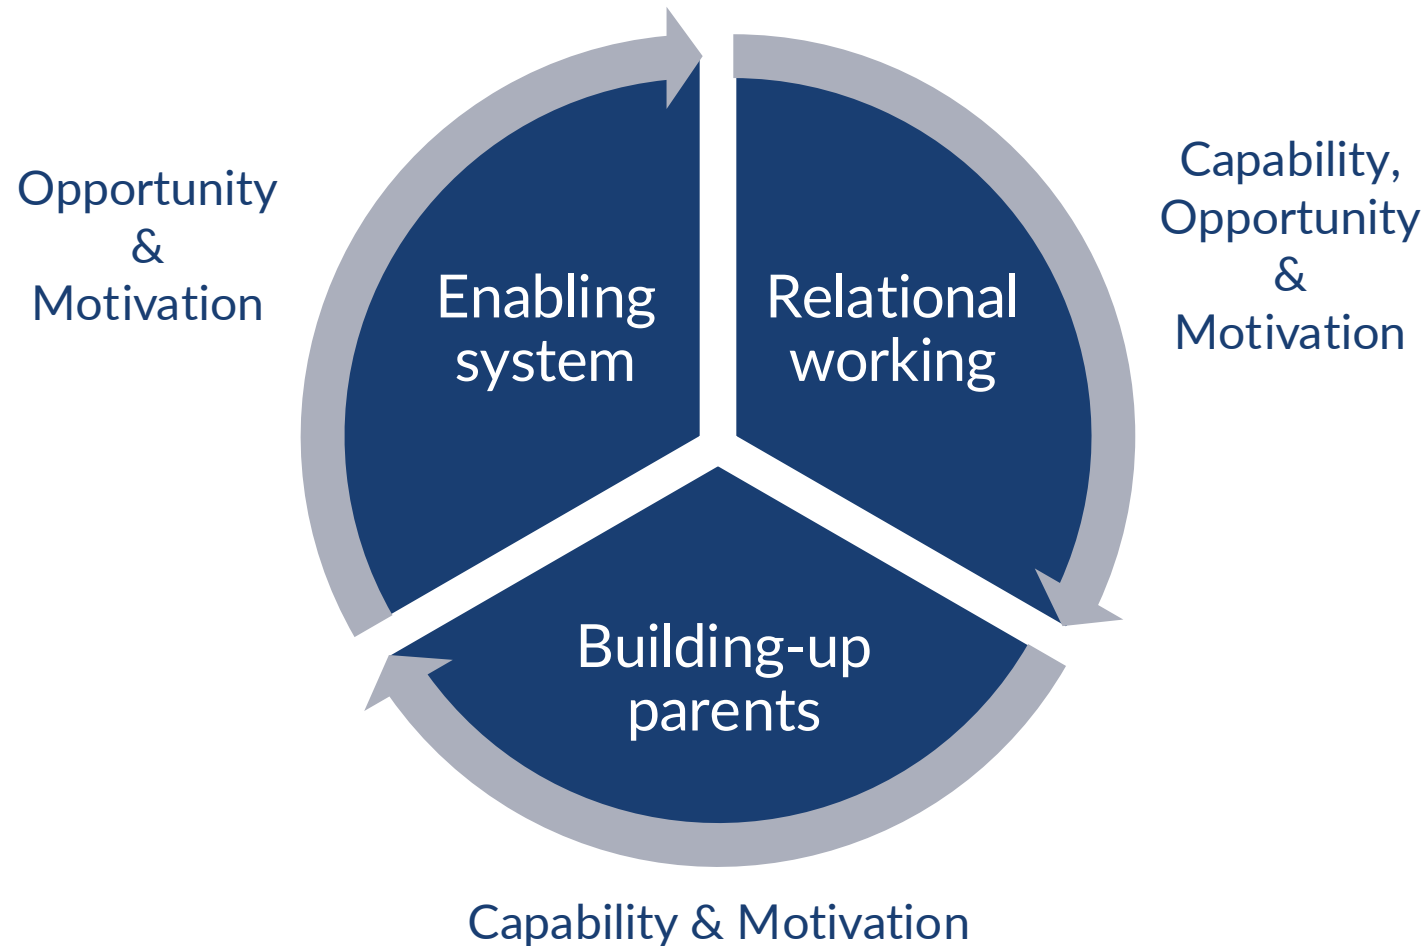 Opportunity
&
Motivation
Enabling
system
Relational
working
Capability,
Opportunity
&
Motivation
Building-up
parents
Capability & Motivation